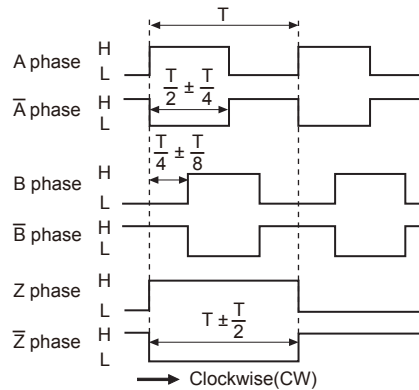 T
A phase H
L
A̅ phase H
L
T/2 ± T/4
T/4 ± T/8
B phase H
L
B̅ phase H
L
Z phase H
L
Z̅ phase H
L
T ± T/2
Clockwise(CW)